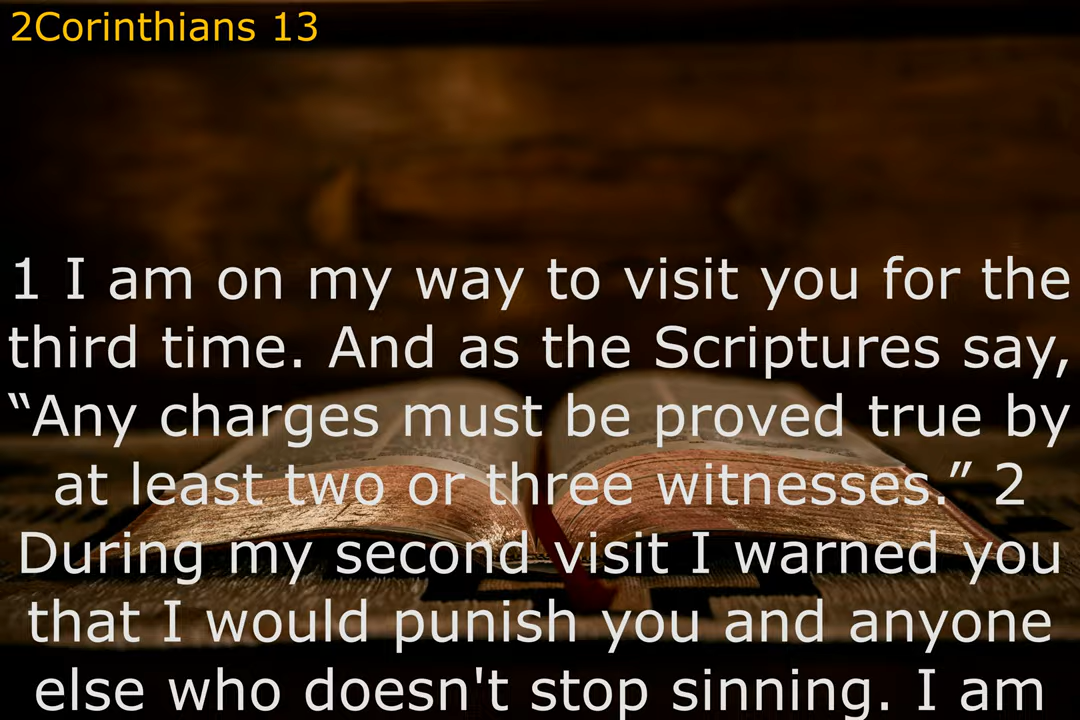 2Corinthians 13
1 I am on my way to visit you for the
third time. And as the Scriptures say,
“Any charges must be proved true by
at least two or three witnesses.” 2
During my second visit I warned you
that I would punish you and anyone
else who doesn't stop sinning. I am